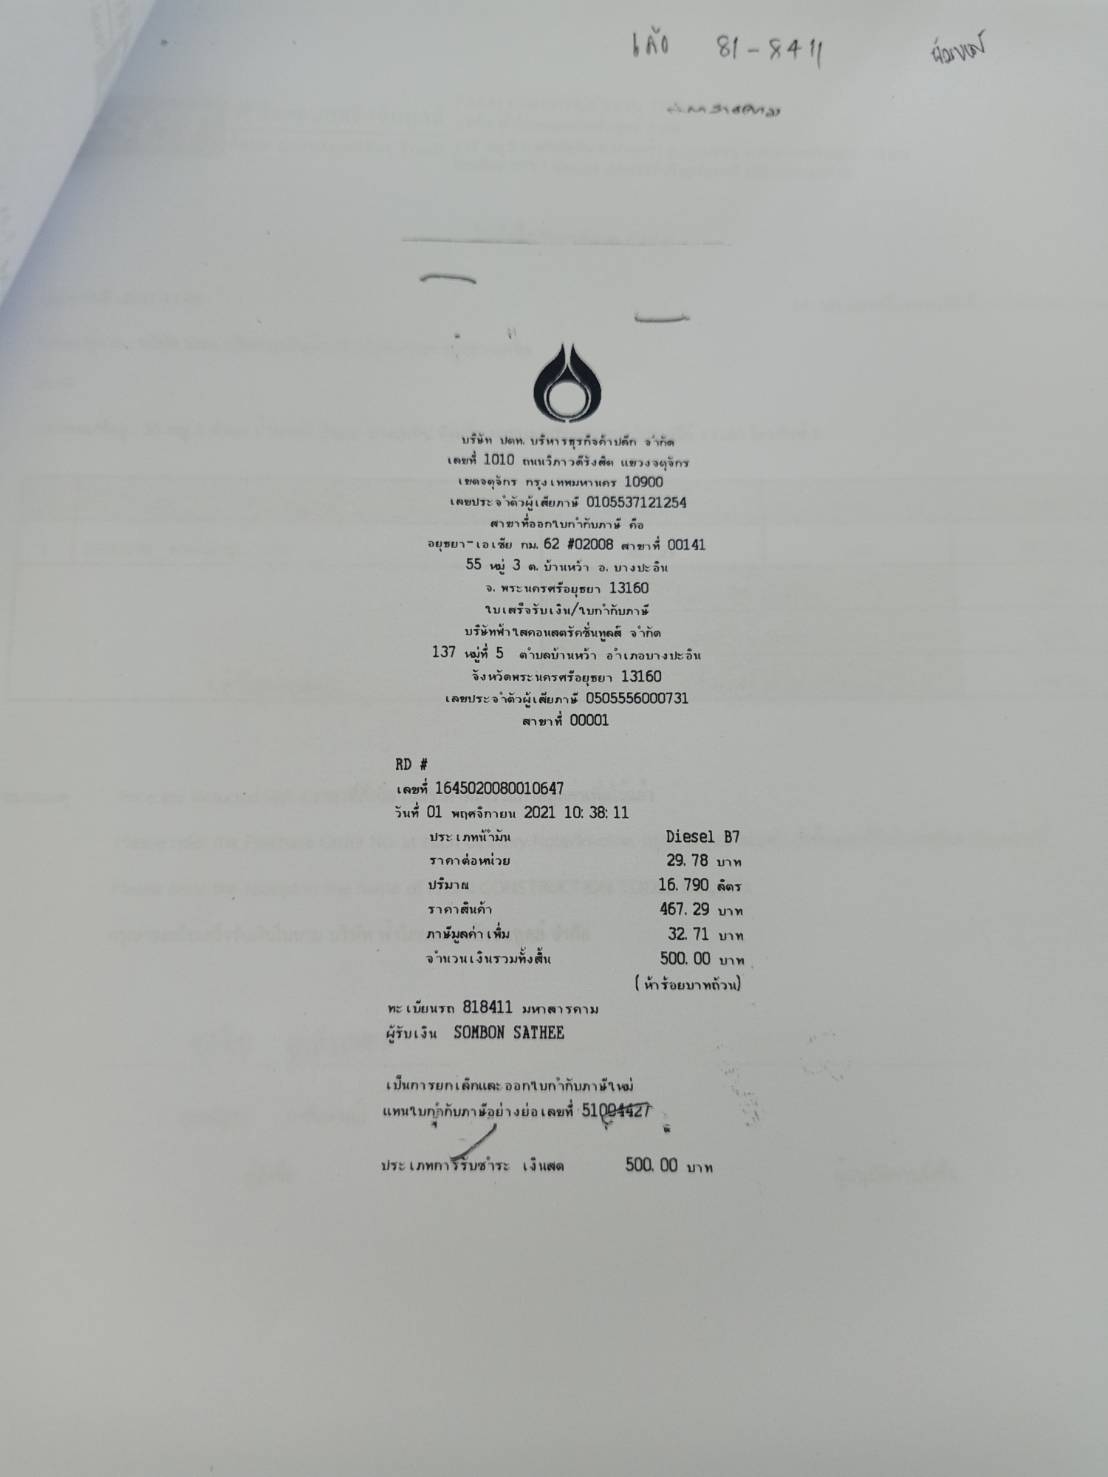 81-8411
บริษัท ปตท. บริหารธุรกิจค้าปลีก จำกัด
เลขที่ 1010 ถนนวิภาวดีรังสิต แขวงจตุจักร
เขตจตุจักร กรุงเทพมหานคร 10900
เลขประจำตัวผู้เสียภาษี 0105537121254
สาขาที่ออกใบกำกับภาษี คือ
อยุธยา-เอเซีย กม. 62 #02008 สาขาที่ 00141
55 หมู่ 3 ต. บ้านหว้า อ. บางปะอิน
จ. พระนครศรีอยุธยา 13160
ใบเสร็จรับเงิน/ใบกำกับภาษี
บริษัทฟ้าใสคอนสตรัคชั่นทูลส์ จำกัด
137 หมู่ที่ 5 ตำบลบ้านหว้า อำเภอบางปะอิน
จังหวัดพระนครศรีอยุธยา 13160
เลขประจำตัวผู้เสียภาษี 0505556000731
สาขาที่ 00001
RD #
เลขที่ 1645020080010647
วันที่ 01 พฤศจิกายน 2021 10:38:11
ประเภทน้ำมัน Diesel B7
ราคาต่อหน่วย 29.78 บาท
ปริมาณ 16.790 ลิตร
ราคาสินค้า 467.29 บาท
ภาษีมูลค่าเพิ่ม 32.71 บาท
จำนวนเงินรวมทั้งสิ้น 500.00 บาท
(ห้าร้อยบาทถ้วน)
ทะเบียนรถ 818411 มหาสารคาม
ผู้รับเงิน SOMBON SATHEE
เป็นการยกเลิกและออกใบกำกับภาษีใหม่
แทนใบกำกับภาษีอย่างย่อเลขที่ 51004427
ประเภทการรับชำระ เงินสด 500.00 บาท